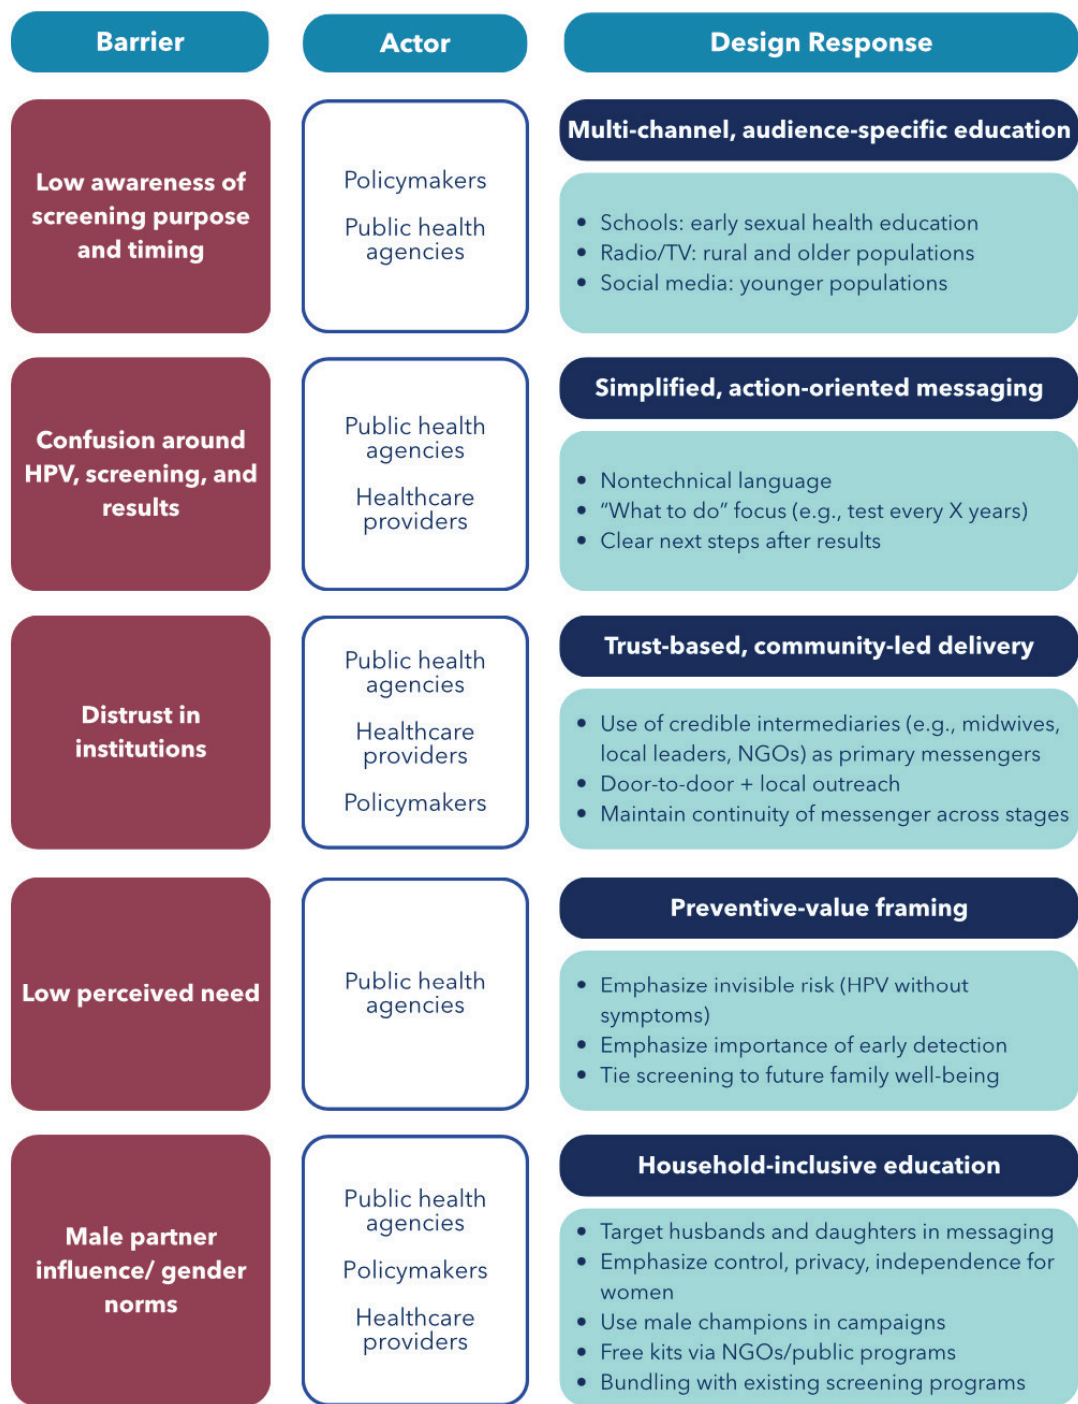 Barrier
Actor
Design Response
Low awareness of
screening purpose
and timing
Policymakers
Public health
agencies
Multi-channel, audience-specific education
• Schools: early sexual health education
• Radio/TV: rural and older populations
• Social media: younger populations
Confusion around
HPV, screening, and
results
Public health
agencies
Healthcare
providers
Simplified, action-oriented messaging
• Nontechnical language
• “What to do” focus (e.g., test every X years)
• Clear next steps after results
Distrust in
institutions
Public health
agencies
Healthcare
providers
Policymakers
Trust-based, community-led delivery
• Use of credible intermediaries (e.g., midwives,
local leaders, NGOs) as primary messengers
• Door-to-door + local outreach
• Maintain continuity of messenger across stages
Low perceived need
Public health
agencies
Preventive-value framing
• Emphasize invisible risk (HPV without
symptoms)
• Emphasize importance of early detection
• Tie screening to future family well-being
Male partner
influence/ gender
norms
Public health
agencies
Policymakers
Healthcare
providers
Household-inclusive education
• Target husbands and daughters in messaging
• Emphasize control, privacy, independence for
women
• Use male champions in campaigns
• Free kits via NGOs/public programs
• Bundling with existing screening programs